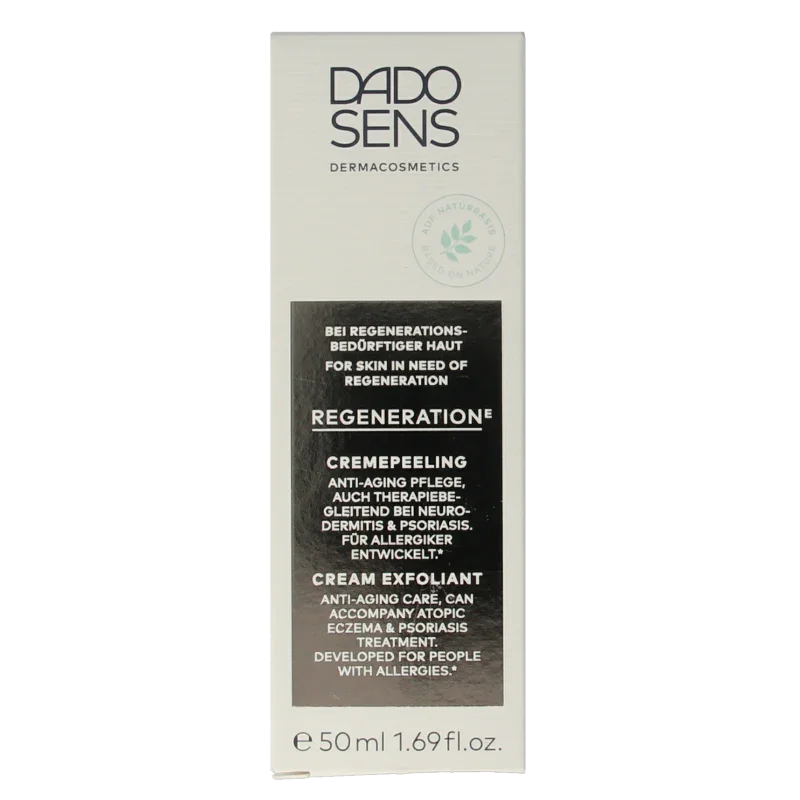 DADO
SENS
DERMACOSMETICS
AUF NATURBASIS
BASED ON NATURE
BEI REGENERATIONS-
BEDÜRFTIGER HAUT
FOR SKIN IN NEED OF
REGENERATION
REGENERATIONᴱ
CREMEPEELING
ANTI-AGING PFLEGE,
AUCH THERAPIEBE-
GLEITEND BEI NEURO-
DERMITIS & PSORIASIS.
FÜR ALLERGIKER
ENTWICKELT.*
CREAM EXFOLIANT
ANTI-AGING CARE, CAN
ACCOMPANY ATOPIC
ECZEMA & PSORIASIS
TREATMENT.
DEVELOPED FOR PEOPLE
WITH ALLERGIES.*
℮ 50 ml 1.69 fl.oz.